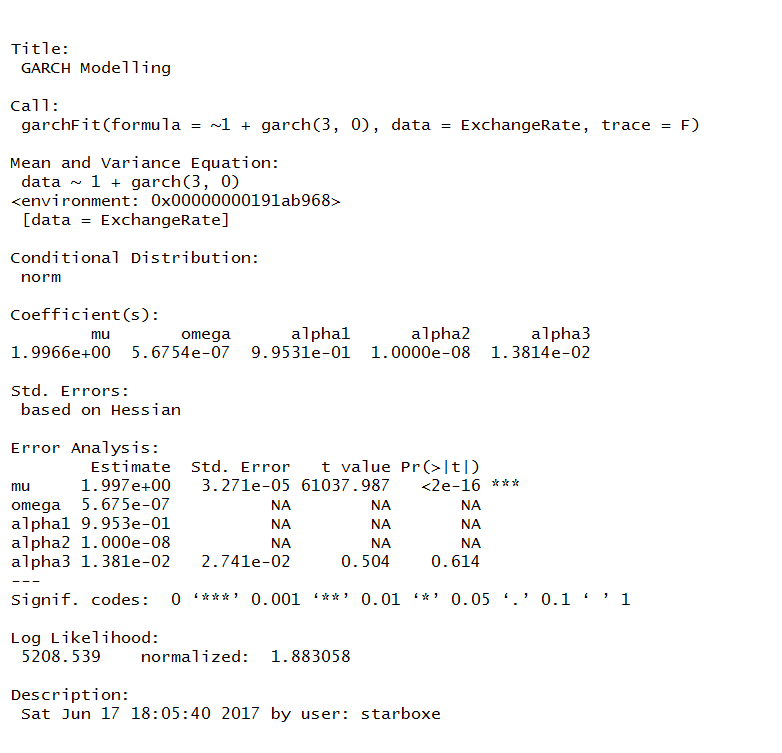 Title:
 GARCH Modelling

Call:
 garchFit(formula = ~1 + garch(3, 0), data = ExchangeRate, trace = F)

Mean and Variance Equation:
 data ~ 1 + garch(3, 0)
<environment: 0x00000000191ab968>
 [data = ExchangeRate]

Conditional Distribution:
 norm

Coefficient(s):
        mu       omega      alpha1      alpha2      alpha3
1.9966e+00  5.6754e-07  9.9531e-01  1.0000e-08  1.3814e-02

Std. Errors:
 based on Hessian

Error Analysis:
        Estimate  Std. Error   t value Pr(>|t|)
mu     1.997e+00   3.271e-05 61037.987   <2e-16 ***
omega  5.675e-07          NA        NA       NA
alpha1 9.953e-01          NA        NA       NA
alpha2 1.000e-08          NA        NA       NA
alpha3 1.381e-02   2.741e-02     0.504    0.614
---
Signif. codes:  0 ‘***’ 0.001 ‘**’ 0.01 ‘*’ 0.05 ‘.’ 0.1 ‘ ’ 1

Log Likelihood:
 5208.539    normalized:  1.883058

Description:
 Sat Jun 17 18:05:40 2017 by user: starboxe